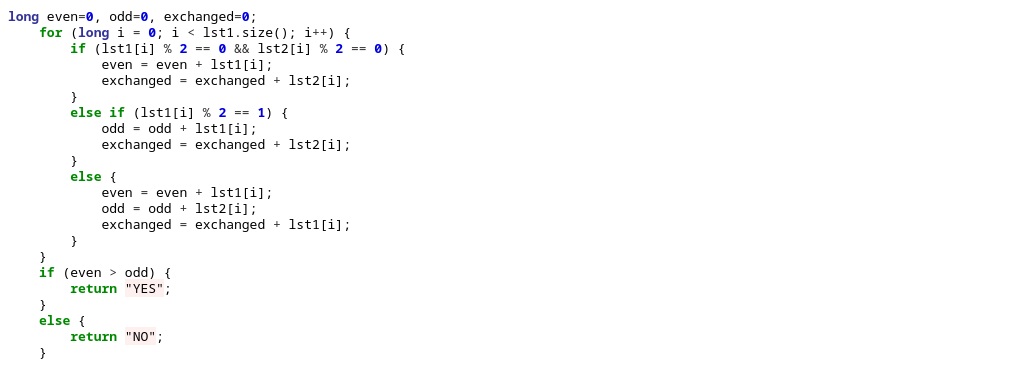 long even=0, odd=0, exchanged=0;
    for (long i = 0; i < lst1.size(); i++) {
        if (lst1[i] % 2 == 0 && lst2[i] % 2 == 0) {
            even = even + lst1[i];
            exchanged = exchanged + lst2[i];
        }
        else if (lst1[i] % 2 == 1) {
            odd = odd + lst1[i];
            exchanged = exchanged + lst2[i];
        }
        else {
            even = even + lst1[i];
            odd = odd + lst2[i];
            exchanged = exchanged + lst1[i];
        }
    }
    if (even > odd) {
        return "YES";
    }
    else {
        return "NO";
    }